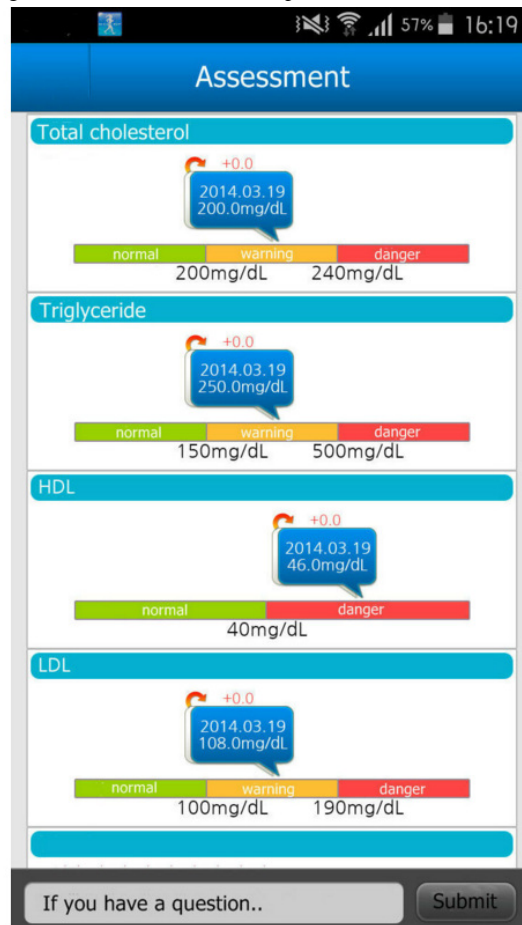 57% 16:19
Assessment
Total cholesterol
+0.0
2014.03.19
200.0mg/dL
normal warning danger
200mg/dL 240mg/dL
Triglyceride
+0.0
2014.03.19
250.0mg/dL
normal warning danger
150mg/dL 500mg/dL
HDL
+0.0
2014.03.19
46.0mg/dL
normal danger
40mg/dL
LDL
+0.0
2014.03.19
108.0mg/dL
normal warning danger
100mg/dL 190mg/dL
If you have a question.. Submit